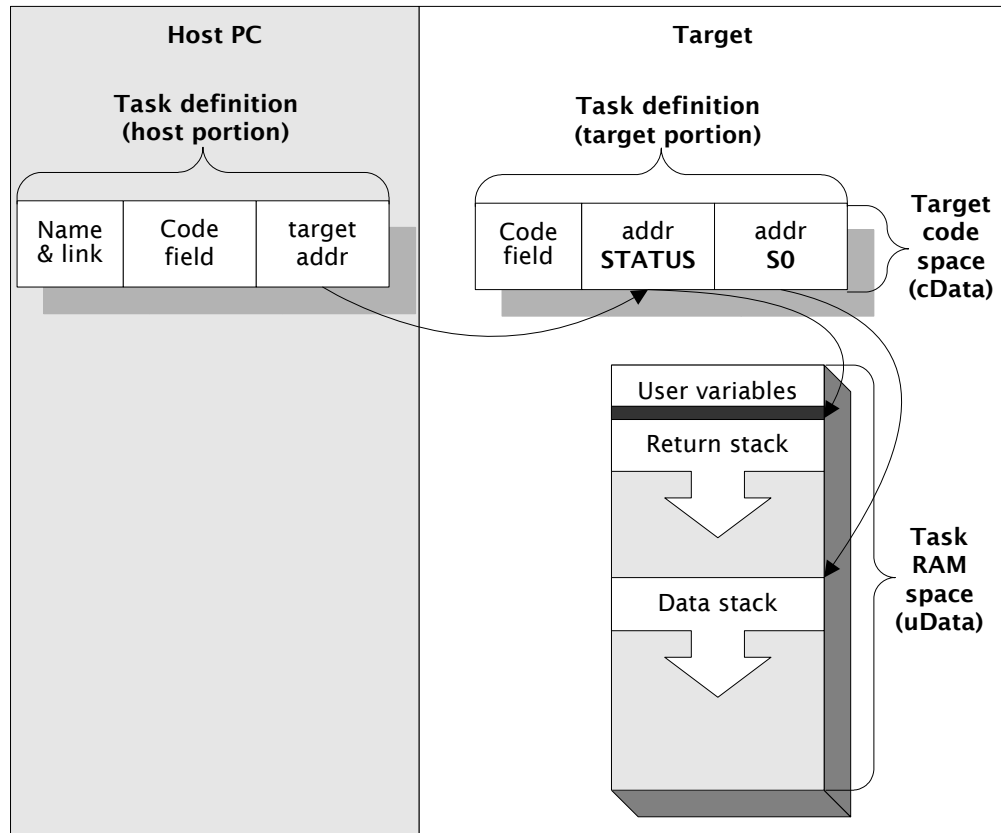 Host PC
Target
Task definition
(host portion)
Task definition
(target portion)
Name
& link
Code
field
target
addr
Code
field
addr
STATUS
addr
S0
Target
code
space
(cData)
User variables
Return stack
Data stack
Task
RAM
space
(uData)